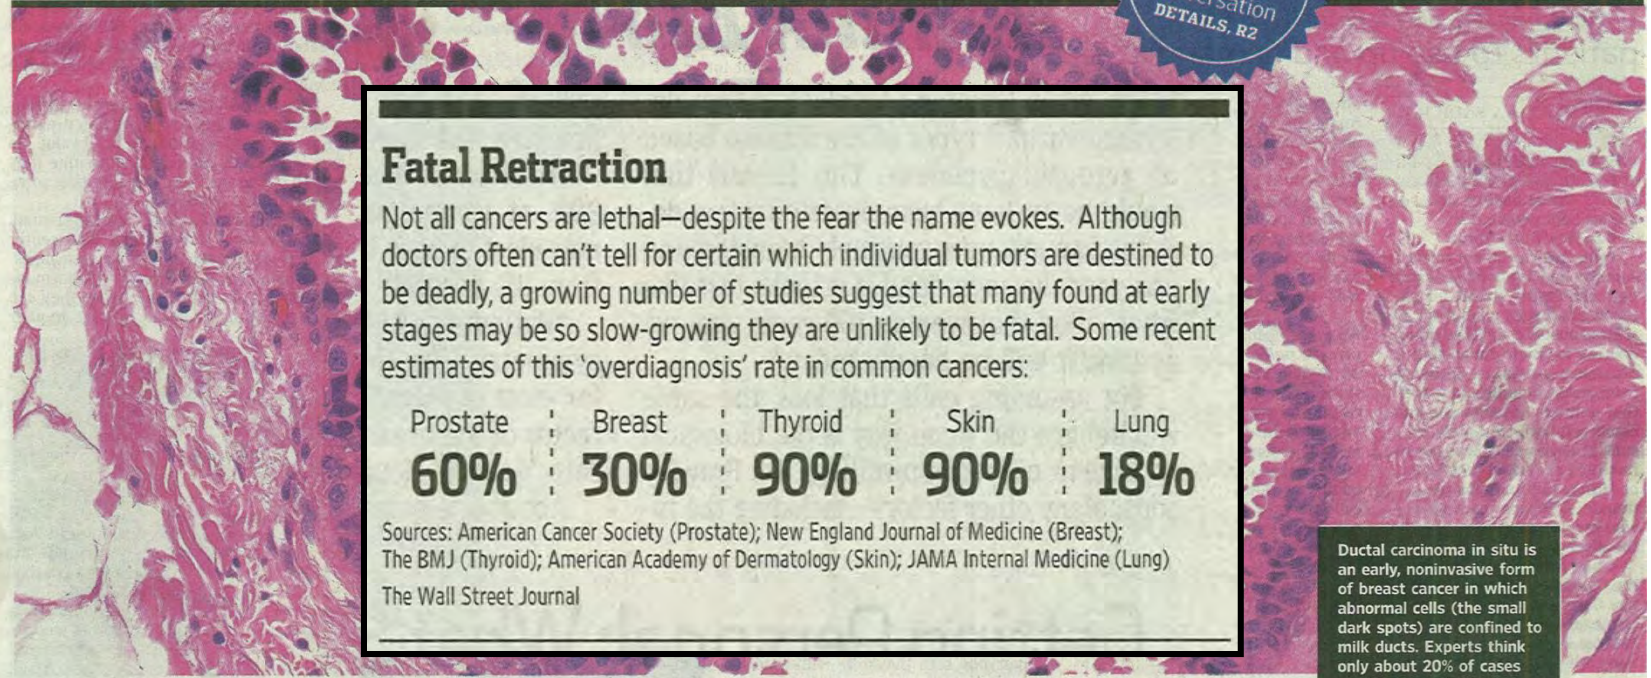 DETAILS, R2
Fatal Retraction
Not all cancers are lethal—despite the fear the name evokes. Although
doctors often can't tell for certain which individual tumors are destined to
be deadly, a growing number of studies suggest that many found at early
stages may be so slow-growing they are unlikely to be fatal. Some recent
estimates of this 'overdiagnosis' rate in common cancers:
Prostate Breast Thyroid Skin Lung
60% 30% 90% 90% 18%
Sources: American Cancer Society (Prostate); New England Journal of Medicine (Breast);
The BMJ (Thyroid); American Academy of Dermatology (Skin); JAMA Internal Medicine (Lung)
The Wall Street Journal
Ductal carcinoma in situ is
an early, noninvasive form
of breast cancer in which
abnormal cells (the small
dark spots) are confined to
milk ducts. Experts think
only about 20% of cases